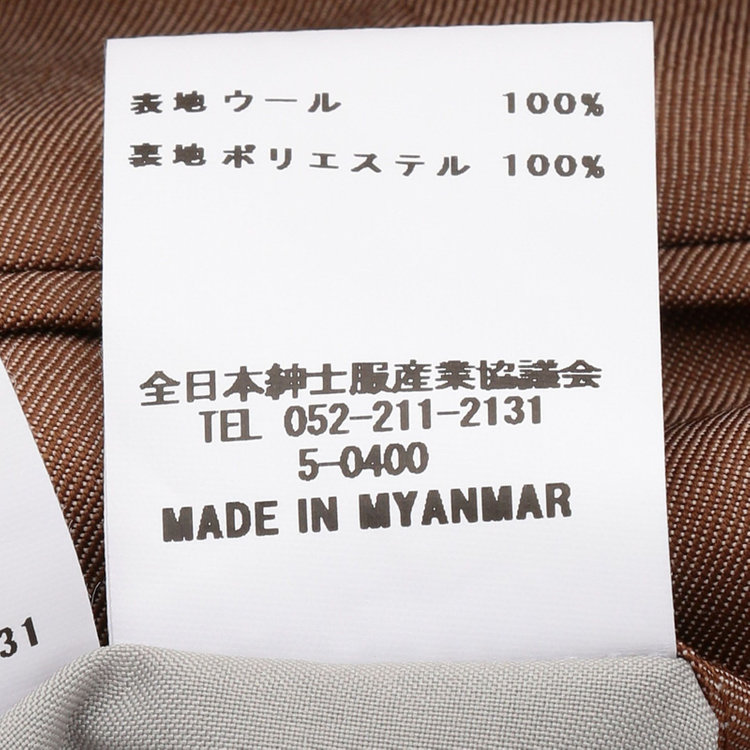 表地 ウール 100%
裏地 ポリエステル 100%
全日本紳士服産業協議会
TEL 052-211-2131
5-0400
MADE IN MYANMAR
31